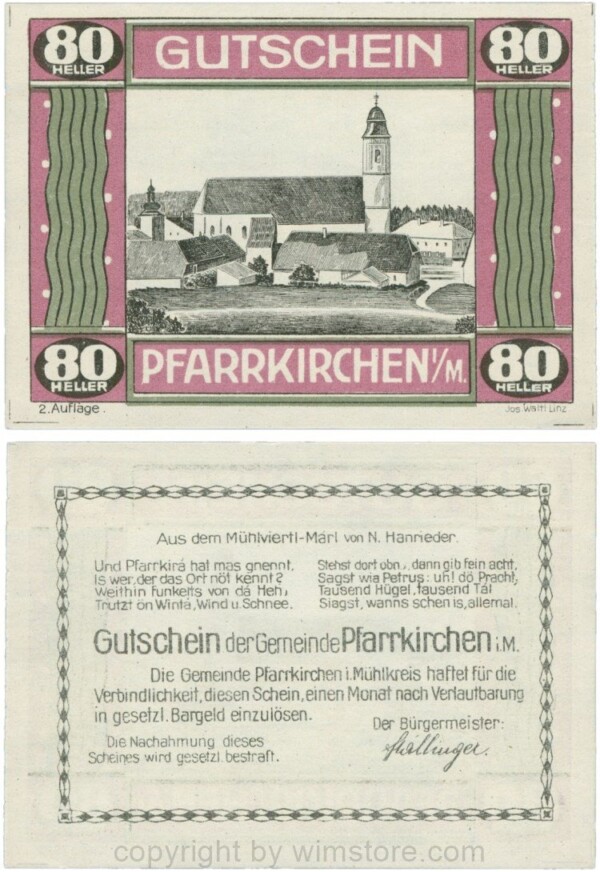 80 HELLER GUTSCHEIN 80 HELLER
80 HELLER PFARRKIRCHEN i/M. 80 HELLER
2. Auflage.
Jos. Waitl Linz
Aus dem Mühlviertl-Märl von N. Hanrieder.
Und Pfarrkirá hat mas gnennt,
Is wer, der das Ort nöt kennt?
Weithin funkelts von dá Heh,
Trutzt ön Winta, Wind u. Schnee.
Stehst dort obn, dann gib fein acht,
Sagst wia Petrus: uh! dö Pracht,
Tausend Hügel, tausend Tál
Siagst, wanns schen is, allemal.
Gutschein der Gemeinde Pfarrkirchen i.M.
Die Gemeinde Pfarrkirchen i. Mühlkreis haftet für die
Verbindlichkeit, diesen Schein, einen Monat nach Verlautbarung
in gesetzl. Bargeld einzulösen.
Der Bürgermeister:
Die Nachahmung dieses
Scheines wird gesetzl. bestraft.
copyright by wimstore.com